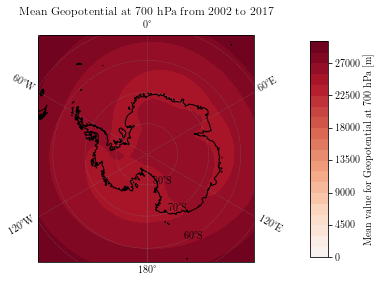 Mean Geopotential at 700 hPa from 2002 to 2017
0°
60°W
60°E
80°S
70°S
60°S
120°W
120°E
180°
27000
22500
18000
13500
9000
4500
0
Mean value for Geopotential at 700 hPa [m]